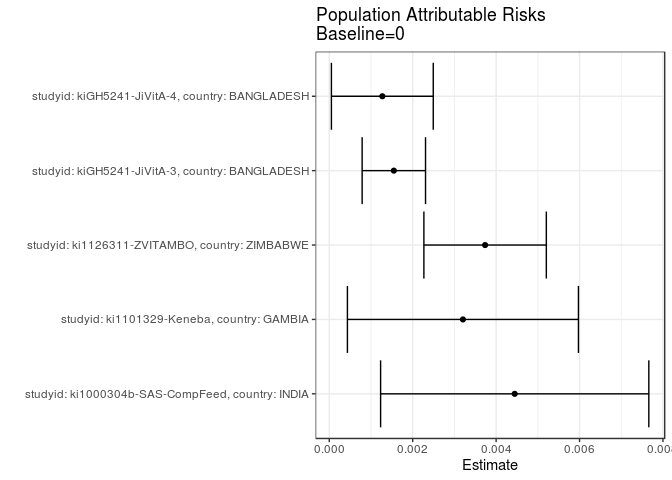 Population Attributable Risks
Baseline=0
studyid: kiGH5241-JiVitA-4, country: BANGLADESH
studyid: kiGH5241-JiVitA-3, country: BANGLADESH
studyid: ki1126311-ZVITAMBO, country: ZIMBABWE
studyid: ki1101329-Keneba, country: GAMBIA
studyid: ki1000304b-SAS-CompFeed, country: INDIA
0.000 0.002 0.004 0.006
Estimate